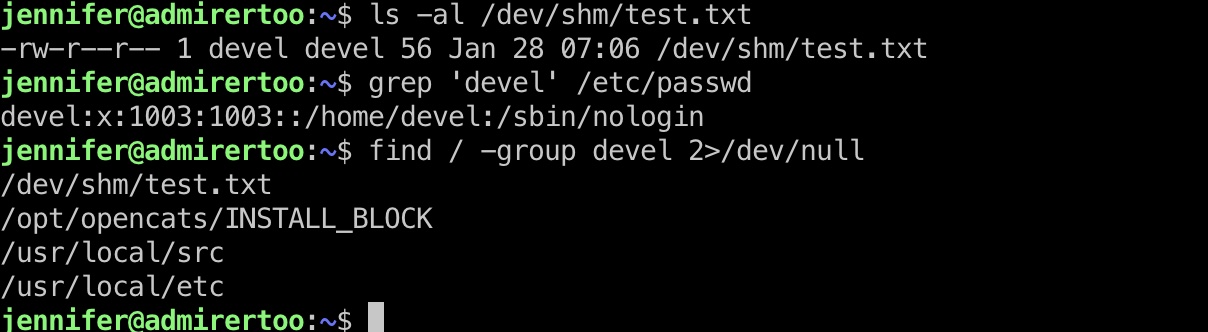 jennifer@admirertoo:~$ ls -al /dev/shm/test.txt
-rw-r--r-- 1 devel devel 56 Jan 28 07:06 /dev/shm/test.txt
jennifer@admirertoo:~$ grep 'devel' /etc/passwd
devel:x:1003:1003::/home/devel:/sbin/nologin
jennifer@admirertoo:~$ find / -group devel 2>/dev/null
/dev/shm/test.txt
/opt/opencats/INSTALL_BLOCK
/usr/local/src
/usr/local/etc
jennifer@admirertoo:~$